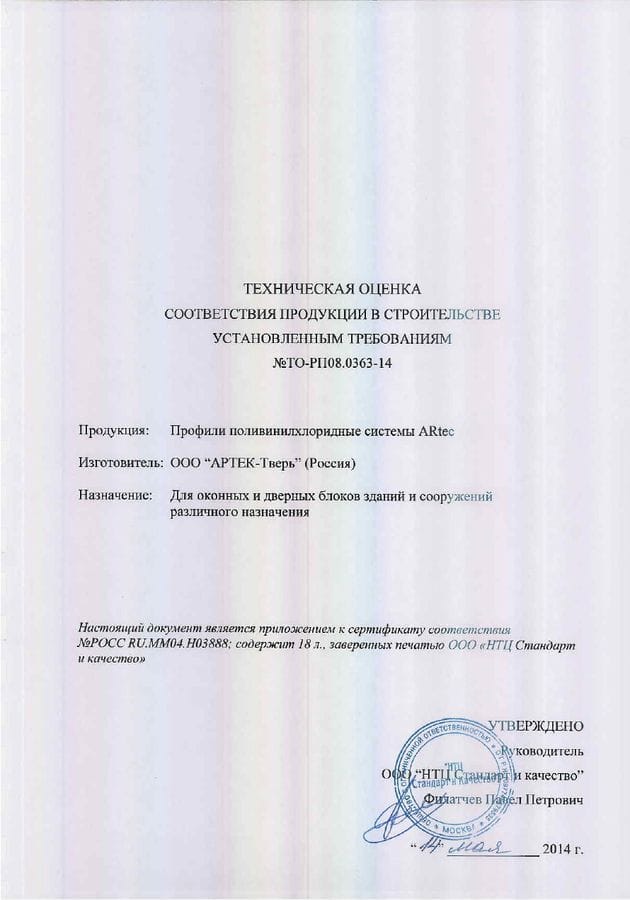 ТЕХНИЧЕСКАЯ ОЦЕНКА
СООТВЕТСТВИЯ ПРОДУКЦИИ В СТРОИТЕЛЬСТВЕ
УСТАНОВЛЕННЫМ ТРЕБОВАНИЯМ
№ТО-РП08.0363-14
Продукция: Профили поливинилхлоридные системы ARtec
Изготовитель: ООО “АРТЕК-Тверь” (Россия)
Назначение: Для оконных и дверных блоков зданий и сооружений
различного назначения
Настоящий документ является приложением к сертификату соответствия
№РОСС RU.ММ04.Н03888; содержит 18 л., заверенных печатью ООО «НТЦ Стандарт
и качество»
УТВЕРЖДЕНО
Руководитель
ООО “НТЦ Стандарт и качество”
Филатчев Павел Петрович
“14” мая 2014 г.
"НТЦ
Стандарт и Качество"
МОСКВА